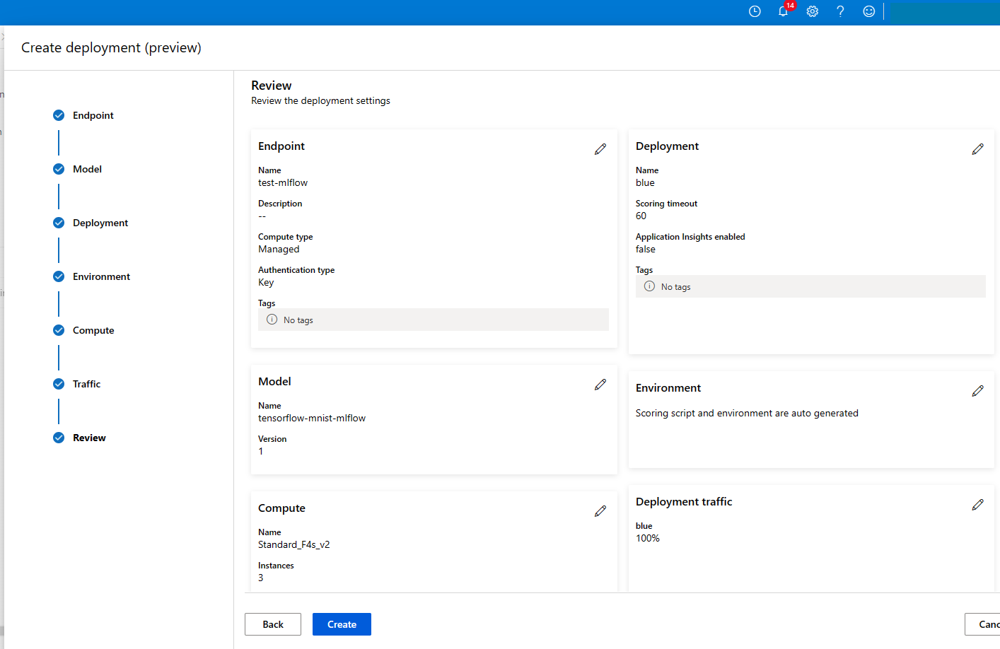 14
Create deployment (preview)
Endpoint
Model
Deployment
Environment
Compute
Traffic
Review
Review
Review the deployment settings
Endpoint
Name
test-mlflow
Description
--
Compute type
Managed
Authentication type
Key
Tags
No tags
Deployment
Name
blue
Scoring timeout
60
Application Insights enabled
false
Tags
No tags
Model
Name
tensorflow-mnist-mlflow
Version
1
Environment
Scoring script and environment are auto generated
Compute
Name
Standard_F4s_v2
Instances
3
Deployment traffic
blue
100%
Back
Create
Canc